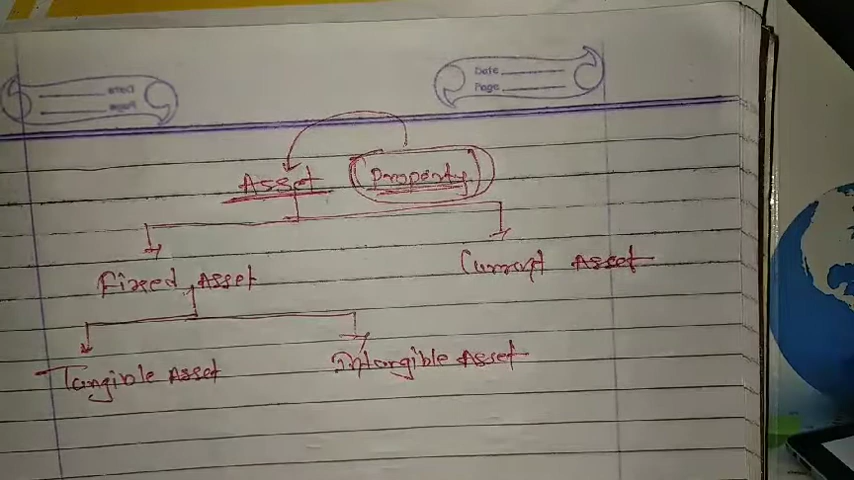 Date
Page
Asset Property
Fixed Asset
Current Asset
Tangible Asset
Intangible Asset